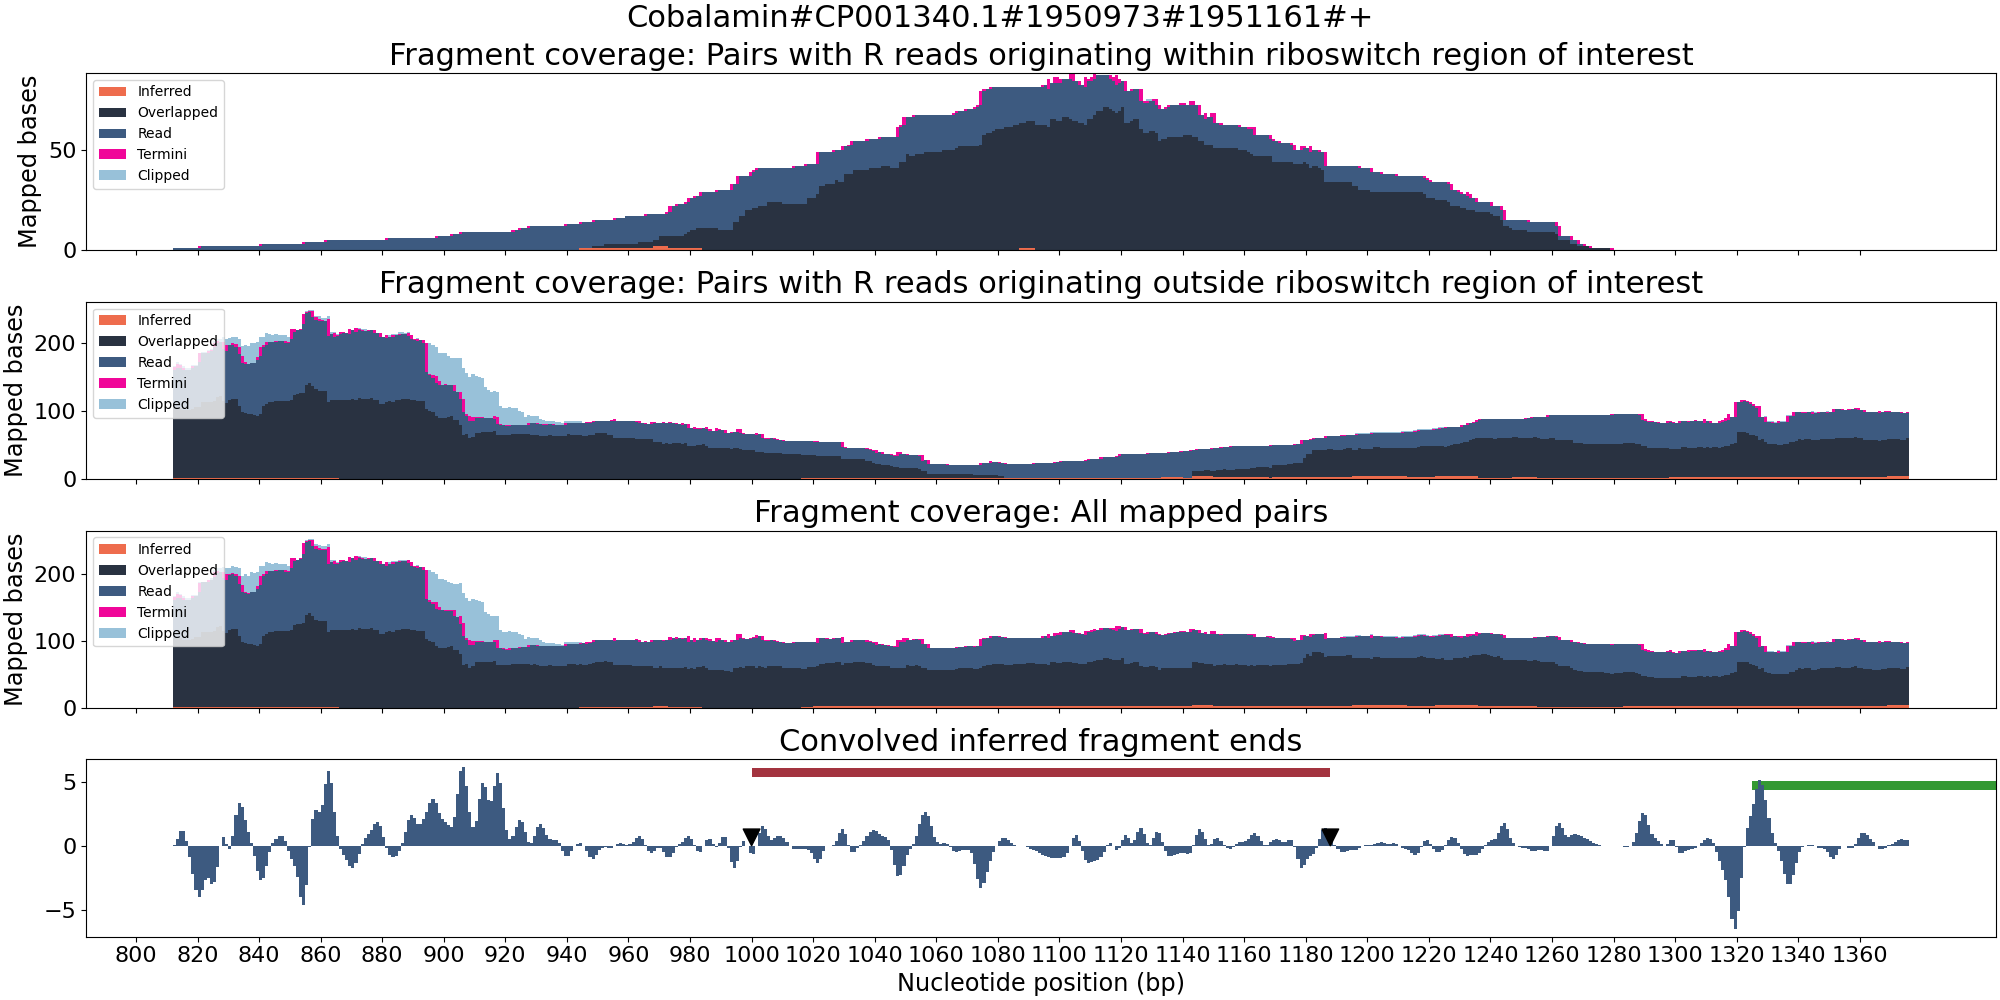 Cobalamin#CP001340.1#1950973#1951161#+
Fragment coverage: Pairs with R reads originating within riboswitch region of interest
Mapped bases
50
0
Inferred
Overlapped
Read
Termini
Clipped
Fragment coverage: Pairs with R reads originating outside riboswitch region of interest
Mapped bases
200
100
0
Inferred
Overlapped
Read
Termini
Clipped
Fragment coverage: All mapped pairs
Mapped bases
200
100
0
Inferred
Overlapped
Read
Termini
Clipped
Convolved inferred fragment ends
5
0
−5
800 820 840 860 880 900 920 940 960 980 1000 1020 1040 1060 1080 1100 1120 1140 1160 1180 1200 1220 1240 1260 1280 1300 1320 1340 1360
Nucleotide position (bp)